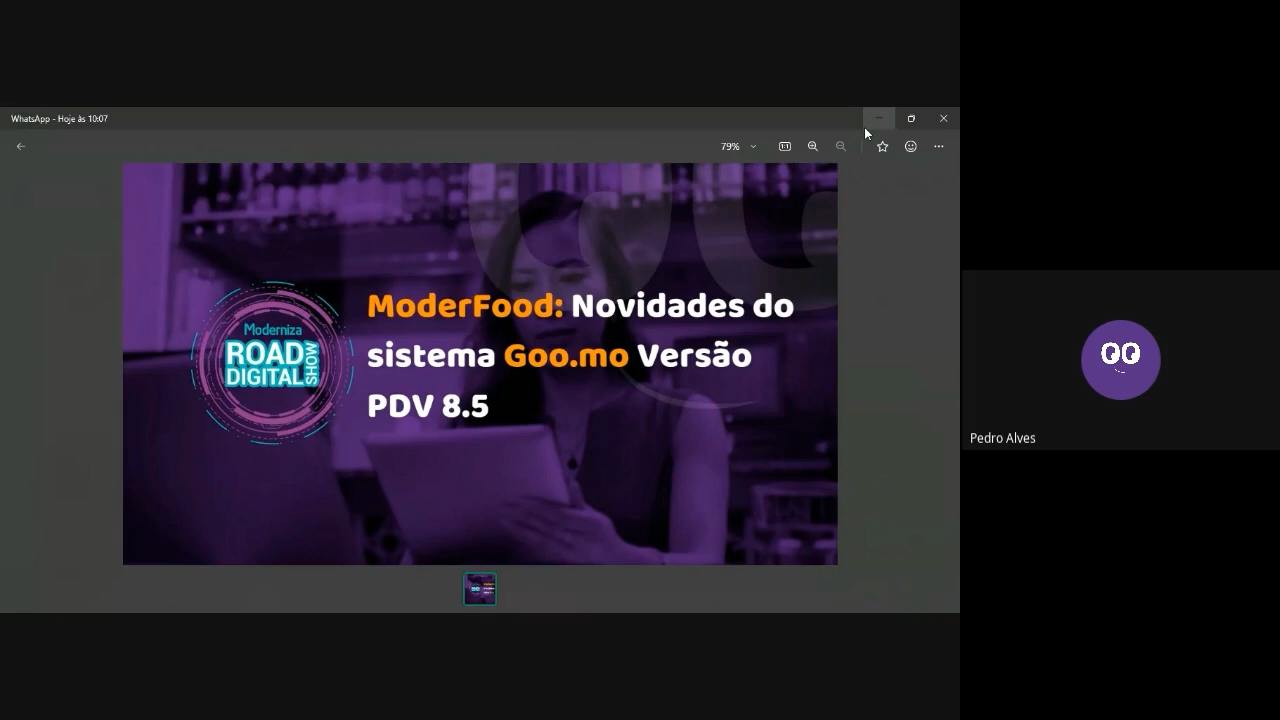 WhatsApp - Hoje às 10:07
79%
Moderniza
ROAD
DIGITAL
SHOW
ModerFood: Novidades do
sistema Goo.mo Versão
PDV 8.5
Pedro Alves